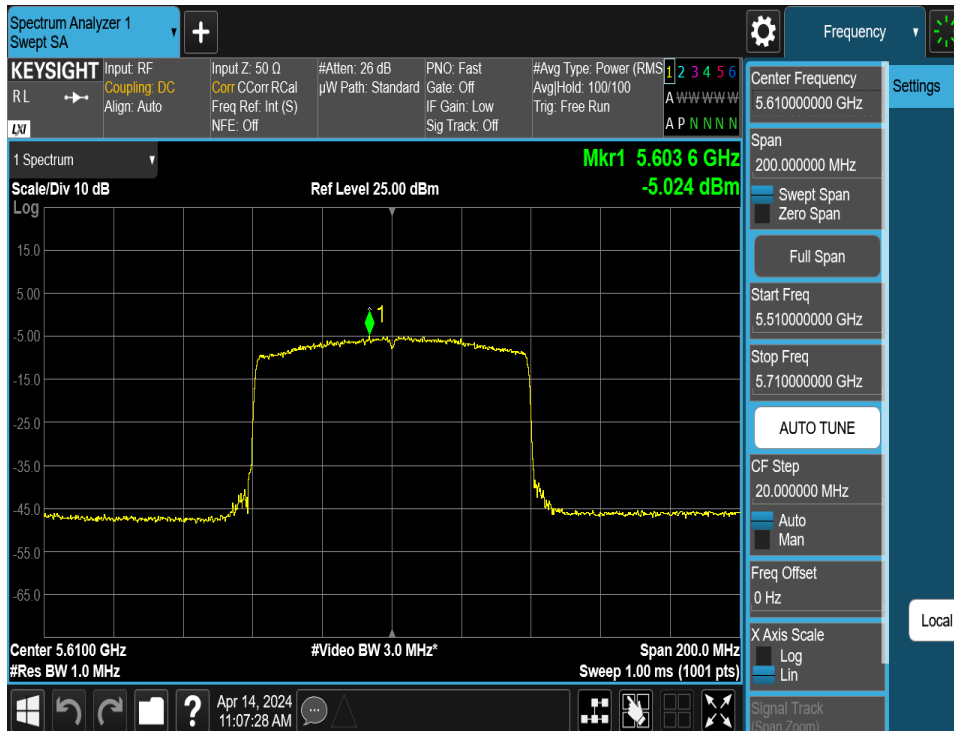 Spectrum Analyzer 1
Swept SA
+
Frequency
KEYSIGHT
R L
LXI
Input: RF
Coupling: DC
Align: Auto
Input Z: 50 Ω
Corr CCorr RCal
Freq Ref: Int (S)
NFE: Off
#Atten: 26 dB
µW Path: Standard
PNO: Fast
Gate: Off
IF Gain: Low
Sig Track: Off
#Avg Type: Power (RMS
Avg|Hold: 100/100
Trig: Free Run
1 2 3 4 5 6
A W W W W W
A P N N N N
1 Spectrum
Mkr1 5.603 6 GHz
Scale/Div 10 dB
Ref Level 25.00 dBm
-5.024 dBm
Log
15.0
5.00
-5.00
-15.0
-25.0
-35.0
-45.0
-55.0
-65.0
1
Center 5.6100 GHz
#Video BW 3.0 MHz*
Span 200.0 MHz
#Res BW 1.0 MHz
Sweep 1.00 ms (1001 pts)
?
Apr 14, 2024
11:07:28 AM
Center Frequency
5.610000000 GHz
Settings
Span
200.000000 MHz
Swept Span
Zero Span
Full Span
Start Freq
5.510000000 GHz
Stop Freq
5.710000000 GHz
AUTO TUNE
CF Step
20.000000 MHz
Auto
Man
Freq Offset
0 Hz
X Axis Scale
Log
Lin
Local
Signal Track
(Span Zoom)